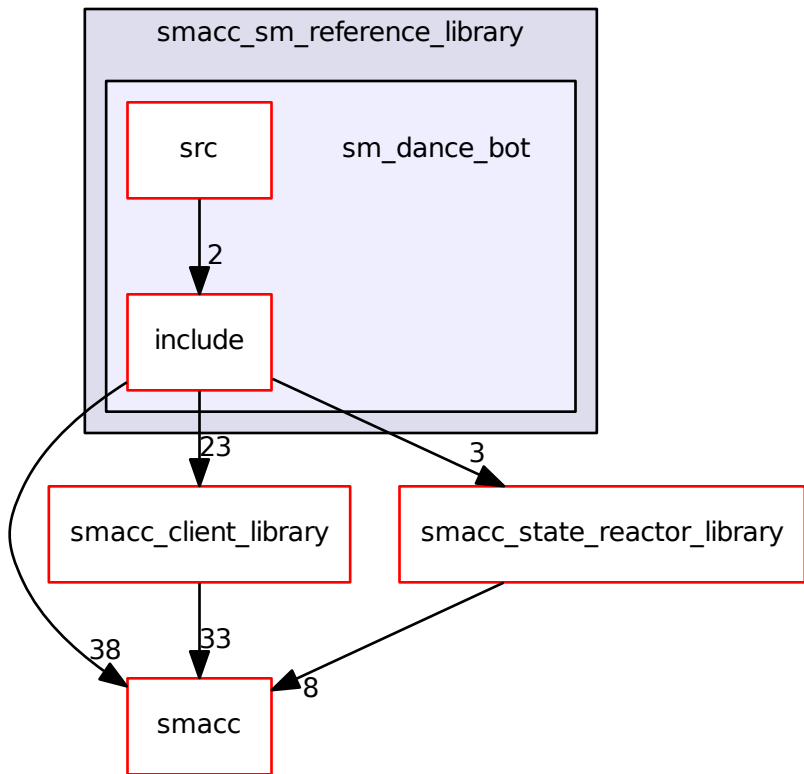 smacc_sm_reference_library
src
sm_dance_bot
2
include
23
3
smacc_client_library
smacc_state_reactor_library
38
33
8
smacc